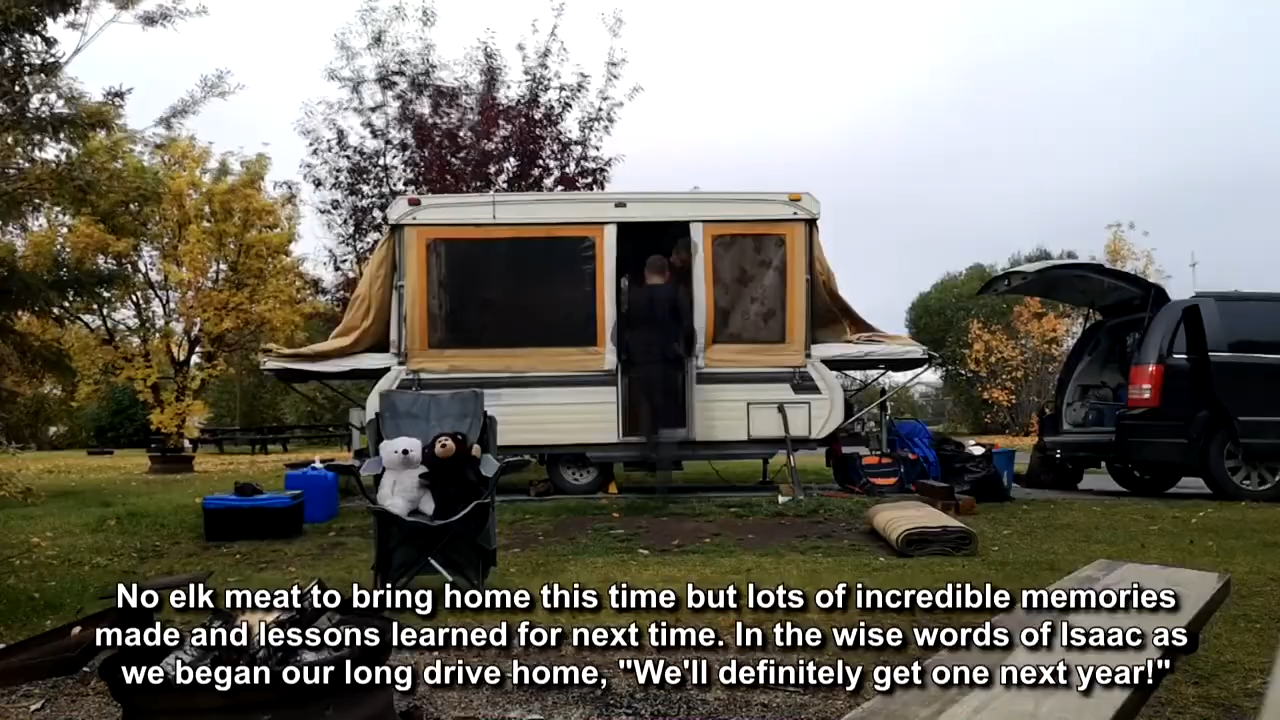 No elk meat to bring home this time but lots of incredible memories
made and lessons learned for next time. In the wise words of Isaac as
we began our long drive home, "We'll definitely get one next year!"